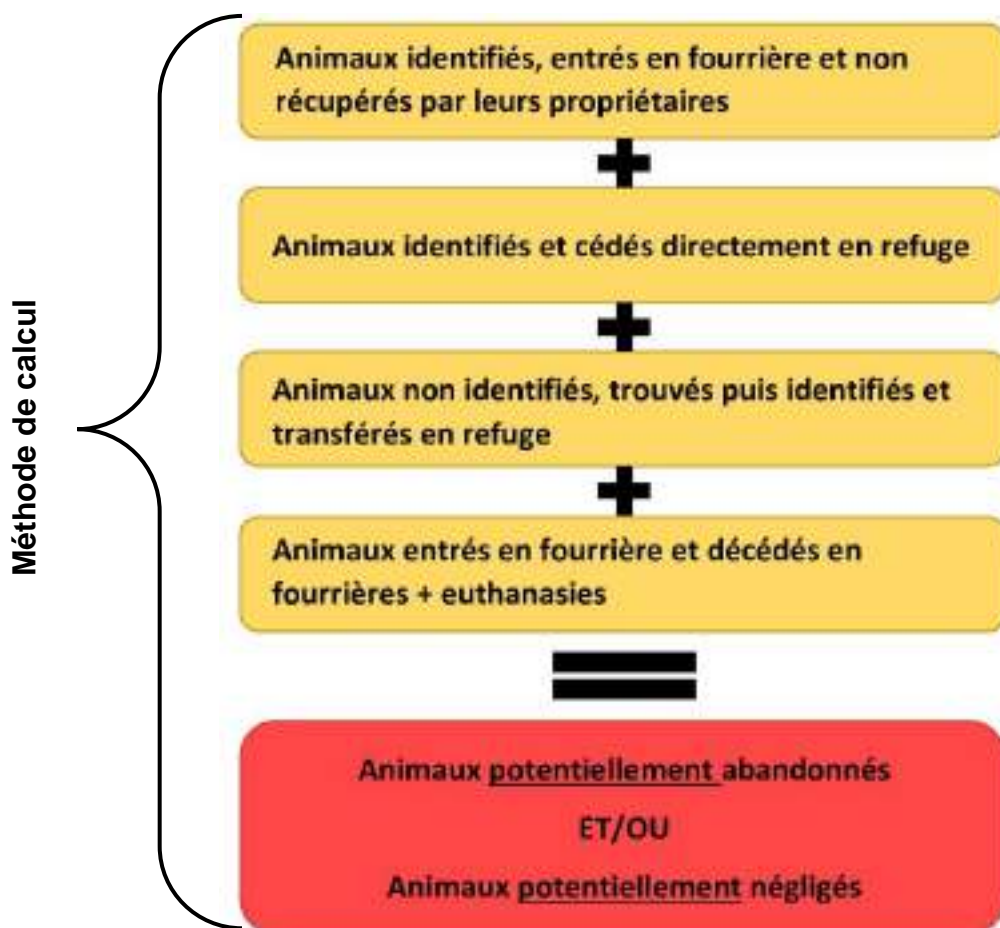 Méthode de calcul
Animaux identifiés, entrés en fourrière et non
récupérés par leurs propriétaires
+
Animaux identifiés et cédés directement en refuge
+
Animaux non identifiés, trouvés puis identifiés et
transférés en refuge
+
Animaux entrés en fourrière et décédés en
fourrières + euthanasies
=
Animaux potentiellement abandonnés
ET/OU
Animaux potentiellement négligés